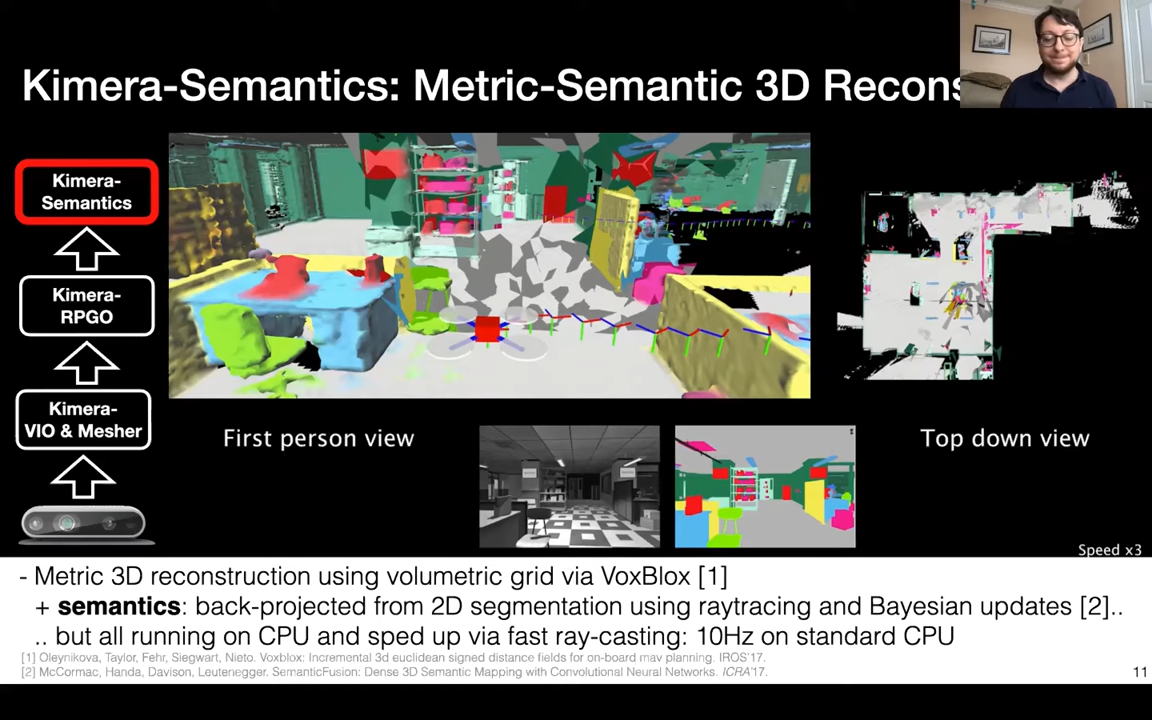 Kimera-Semantics: Metric-Semantic 3D Recons
Kimera-
Semantics
Kimera-
RPGO
Kimera-
VIO & Mesher
First person view
Top down view
Speed x3
- Metric 3D reconstruction using volumetric grid via VoxBlox [1]
+ semantics: back-projected from 2D segmentation using raytracing and Bayesian updates [2]..
.. but all running on CPU and sped up via fast ray-casting: 10Hz on standard CPU
[1] Oleynikova, Taylor, Fehr, Siegwart, Nieto. Voxblox: Incremental 3d euclidean signed distance fields for on-board mav planning. IROS'17.
[2] McCormac, Handa, Davison, Leutenegger. SemanticFusion: Dense 3D Semantic Mapping with Convolutional Neural Networks. ICRA'17.
11